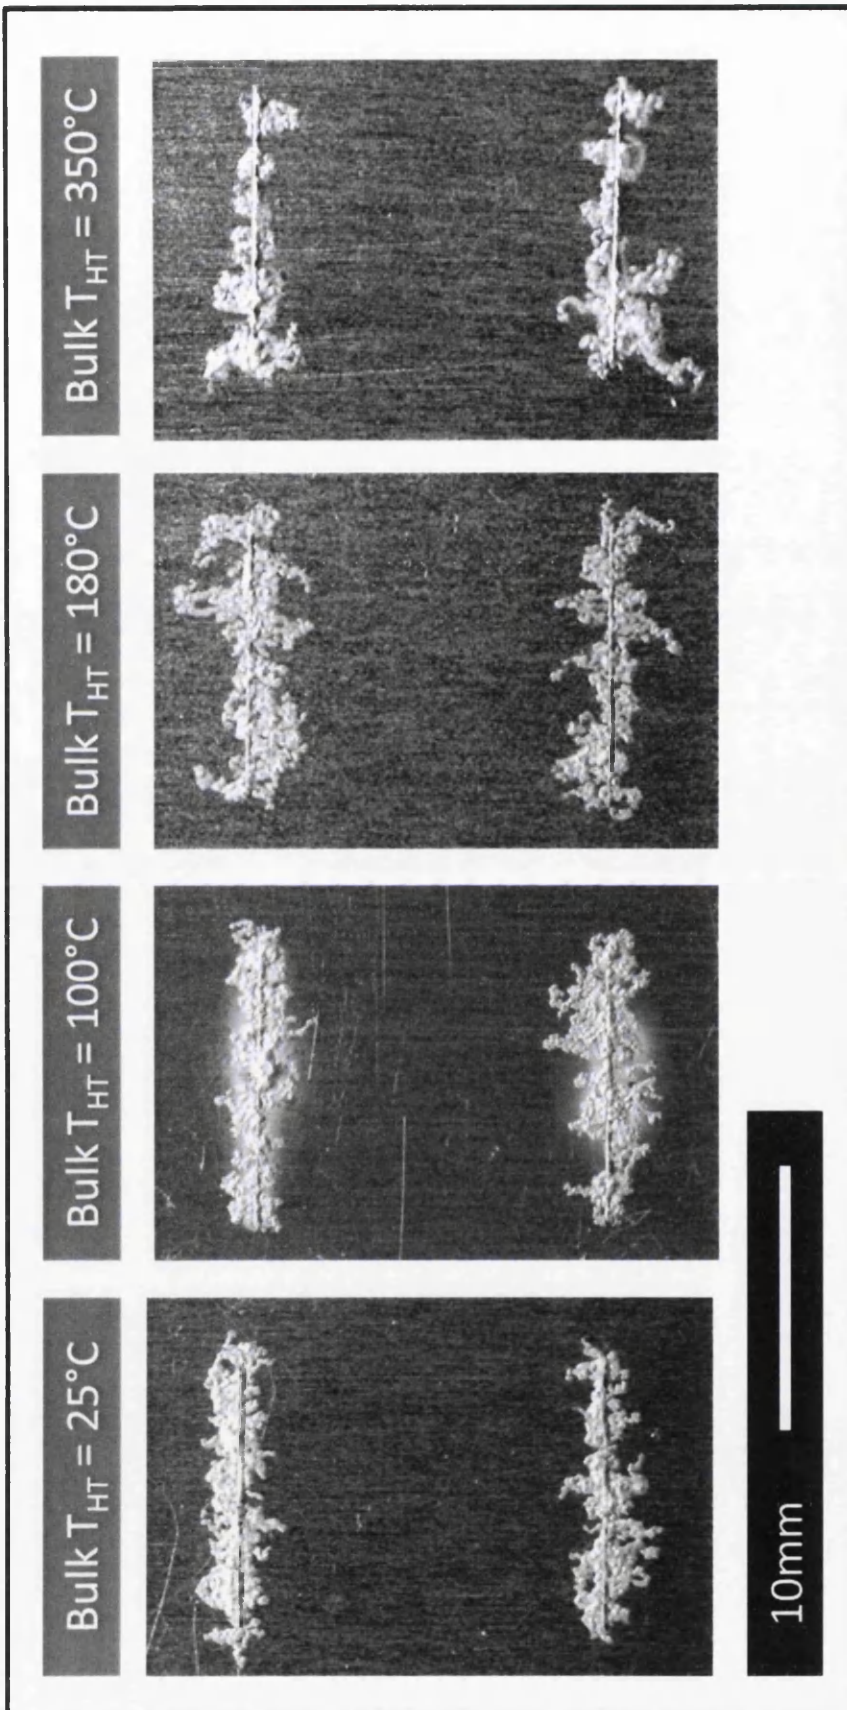 Bulk T_HT = 25°C
Bulk T_HT = 100°C
Bulk T_HT = 180°C
Bulk T_HT = 350°C
10mm